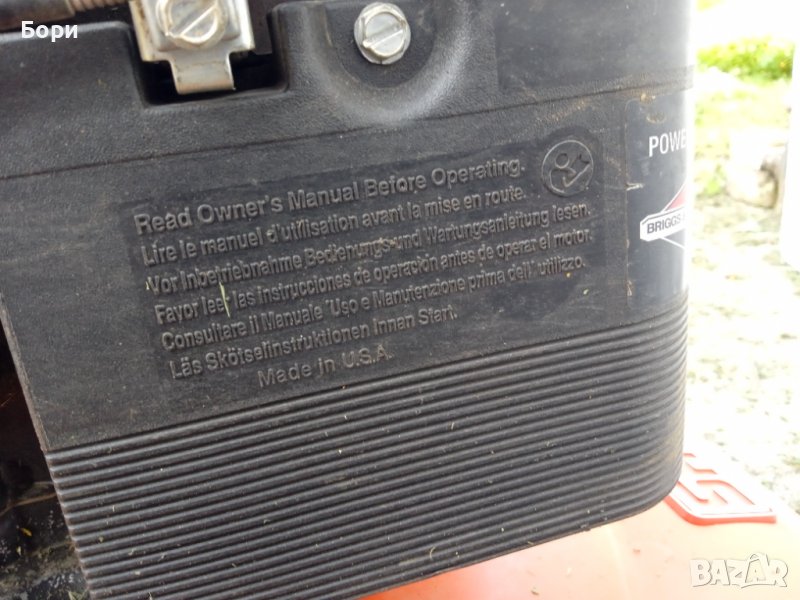 Бори
Read Owner's Manual Before Operating.
Lire le manuel d'utilisation avant la mise en route.
Vor Inbetriebnahme Bedienungs-und Wartungsanleitung lesen.
Favor leer las instrucciones de operación antes de operar el motor.
Consultare il Manuale 'Uso e Manutenzione prima dell' utilizzo.
Läs Skötselinstruktionen Innan Start.
Made in U.S.A.
POWE
BRIGGS
BAZAR